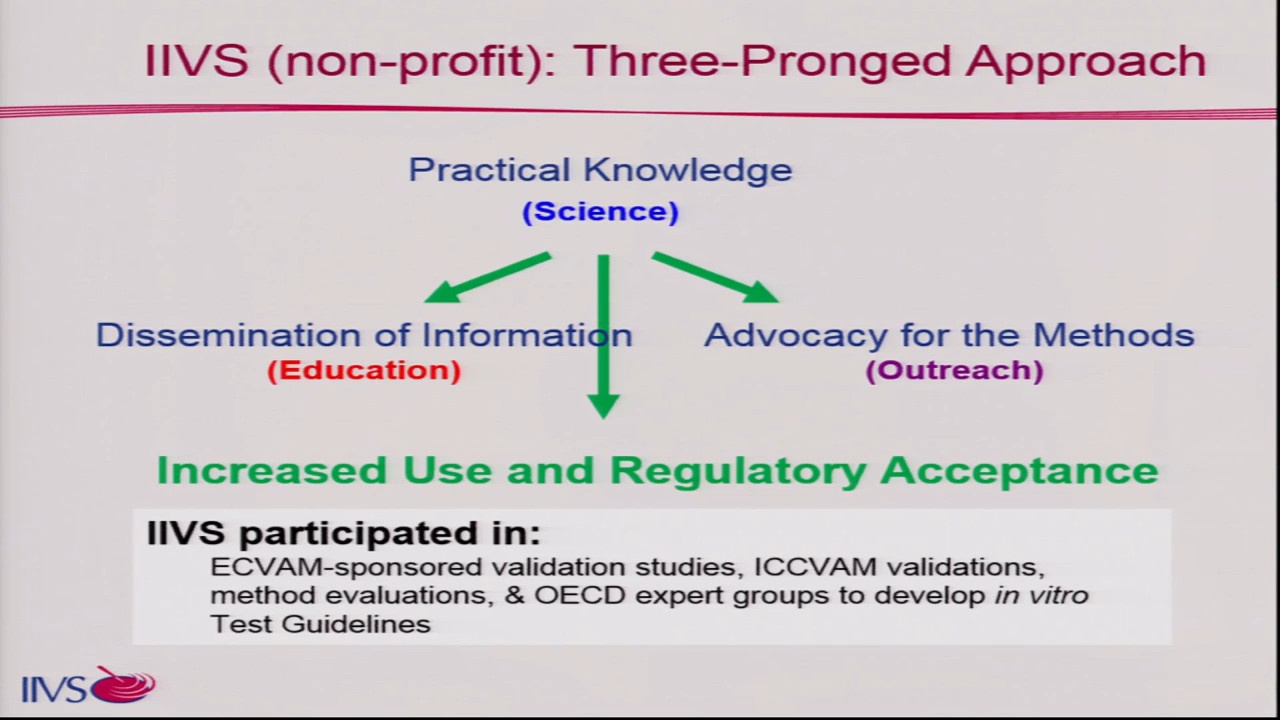 IIVS (non-profit): Three-Pronged Approach
Practical Knowledge
(Science)
Dissemination of Information
(Education)
Advocacy for the Methods
(Outreach)
Increased Use and Regulatory Acceptance
IIVS participated in:
ECVAM-sponsored validation studies, ICCVAM validations,
method evaluations, & OECD expert groups to develop in vitro
Test Guidelines
IIVS